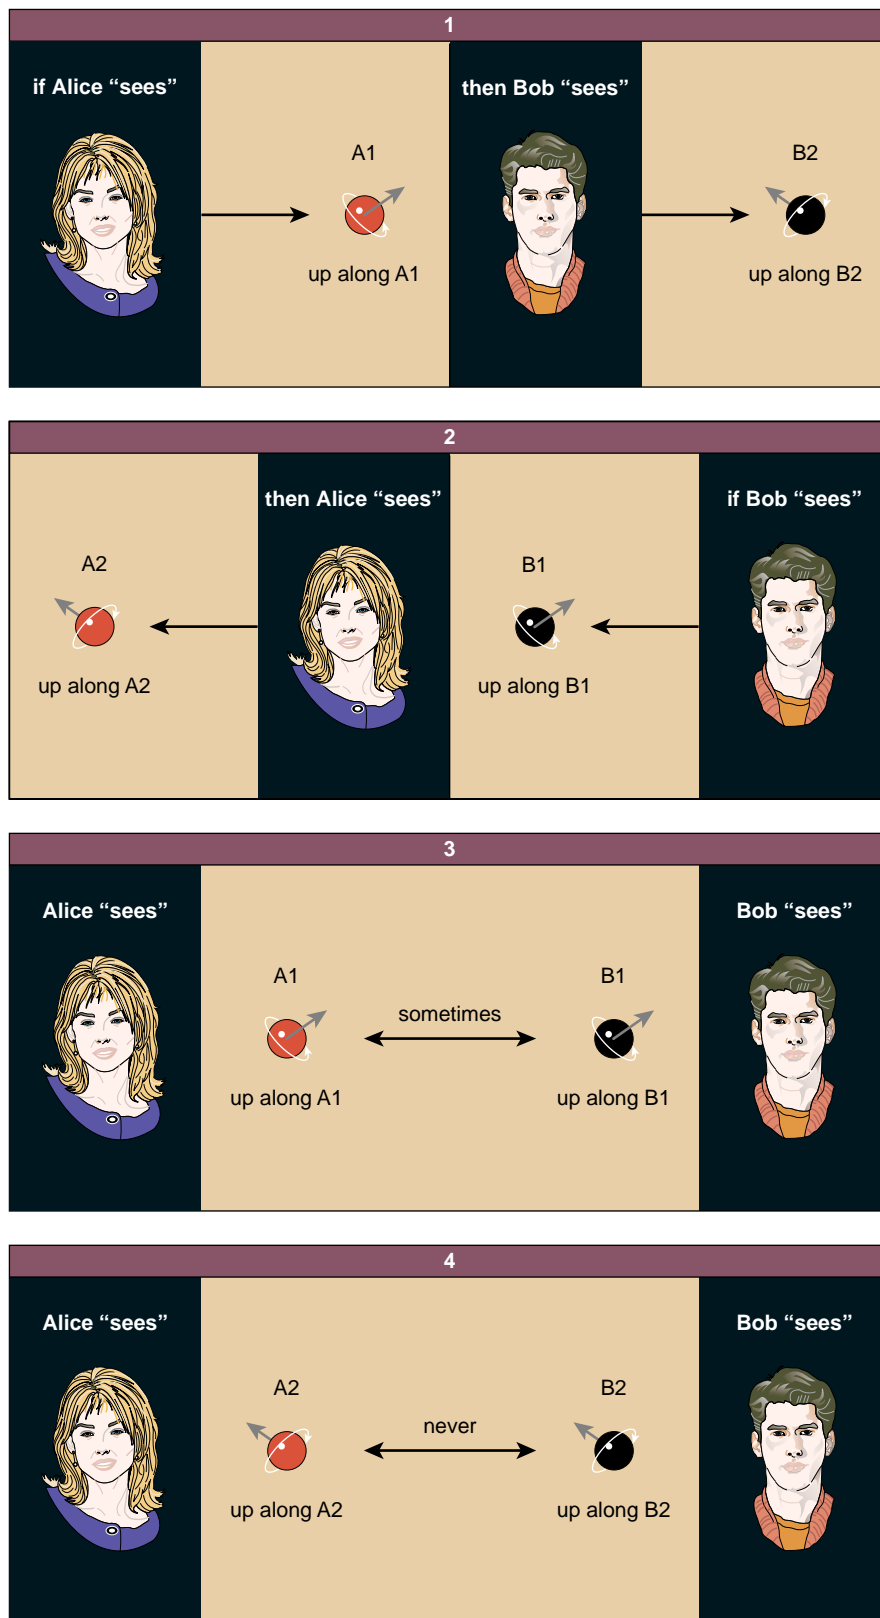 1
if Alice “sees”
then Bob “sees”
A1
B2
up along A1
up along B2
2
then Alice “sees”
if Bob “sees”
A2
B1
up along A2
up along B1
3
Alice “sees”
Bob “sees”
A1
B1
sometimes
up along A1
up along B1
4
Alice “sees”
Bob “sees”
A2
B2
never
up along A2
up along B2